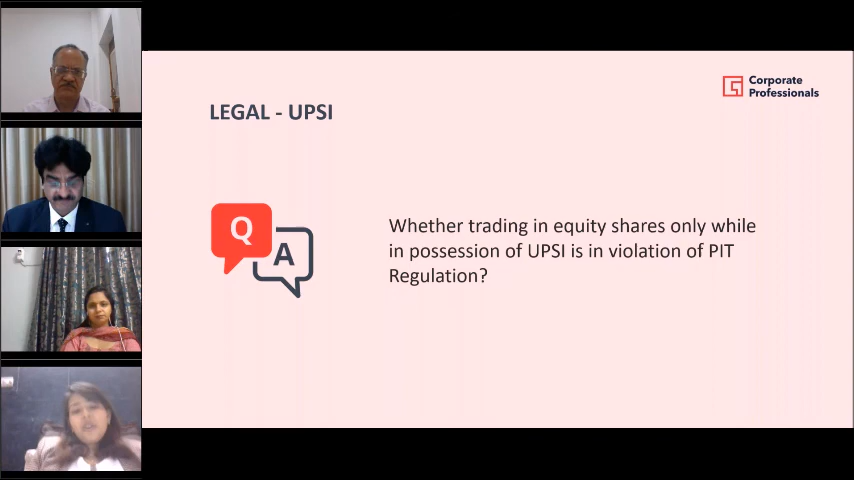 Corporate
Professionals
LEGAL - UPSI
Q
A
Whether trading in equity shares only while
in possession of UPSI is in violation of PIT
Regulation?